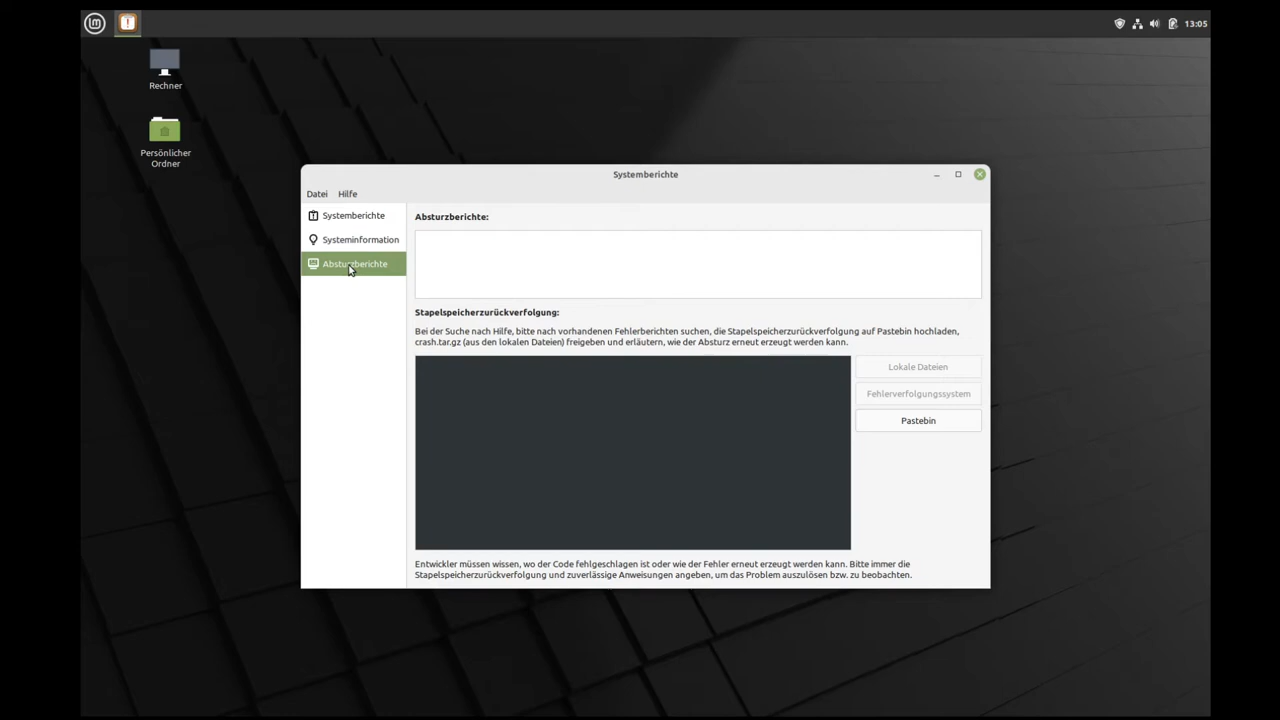 13:05
Rechner
Persönlicher
Ordner
Systemberichte
Datei Hilfe
Systemberichte
Systeminformation
Absturzberichte
Absturzberichte:
Stapelspeicherzurückverfolgung:
Bei der Suche nach Hilfe, bitte nach vorhandenen Fehlerberichten suchen, die Stapelspeicherzurückverfolgung auf Pastebin hochladen,
crash.tar.gz (aus den lokalen Dateien) freigeben und erläutern, wie der Absturz erneut erzeugt werden kann.
Lokale Dateien
Fehlerverfolgungssystem
Pastebin
Entwickler müssen wissen, wo der Code fehlgeschlagen ist oder wie der Fehler erneut erzeugt werden kann. Bitte immer die
Stapelspeicherzurückverfolgung und zuverlässige Anweisungen angeben, um das Problem auszulösen bzw. zu beobachten.